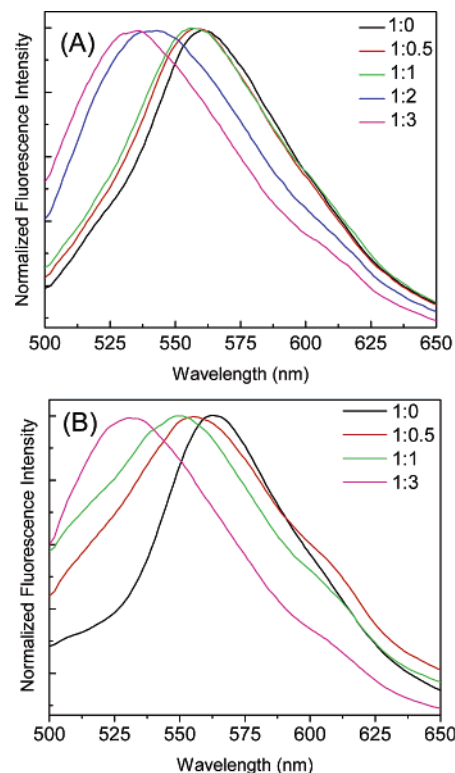 (A)
1:0
1:0.5
1:1
1:2
1:3
Normalized Fluorescence Intensity
500 525 550 575 600 625 650
Wavelength (nm)
(B)
1:0
1:0.5
1:1
1:3
Normalized Fluorescence Intensity
500 525 550 575 600 625 650
Wavelength (nm)